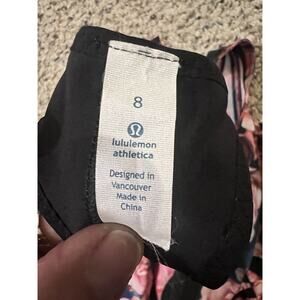 8
lululemon
athletica
Designed in
Vancouver
Made in
China